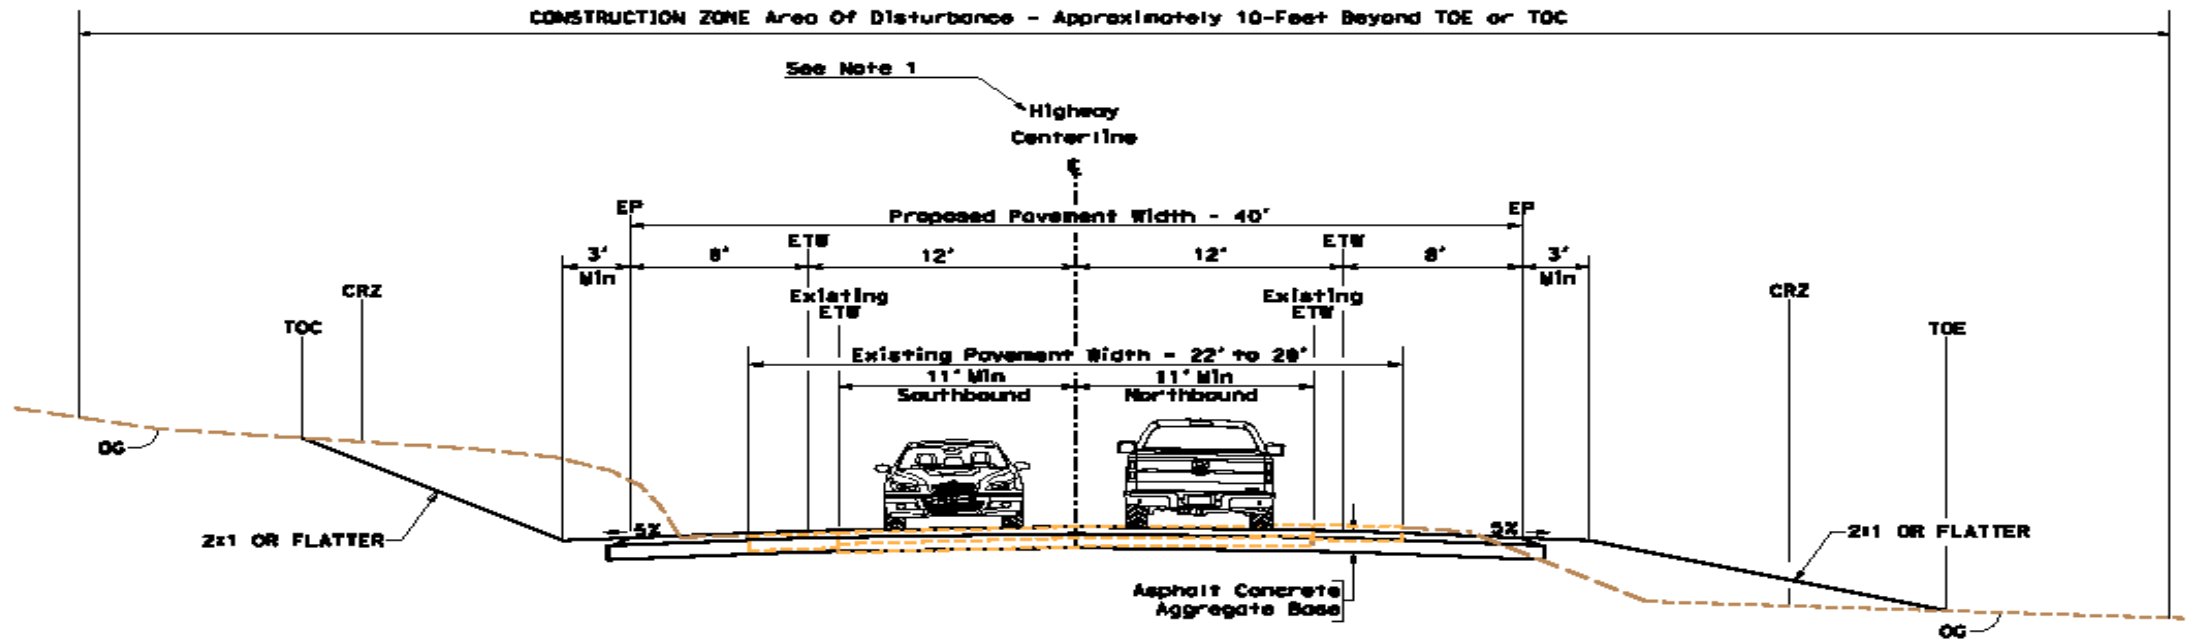 CONSTRUCTION ZONE Area Of Disturbance - Approximately 10-Feet Beyond TOE or TOC
See Note 1
Highway
Centerline
℄
EP
EP
Proposed Pavement Width - 40'
ETW
ETW
3'
8'
12'
12'
8'
3'
Min
Min
CRZ
CRZ
Existing
ETW
Existing
ETW
TOC
TOE
Existing Pavement Width - 22' to 28'
11' Min
Southbound
11' Min
Northbound
OG
2:1 OR FLATTER
5%
5%
2:1 OR FLATTER
Asphalt Concrete
Aggregate Base
OG